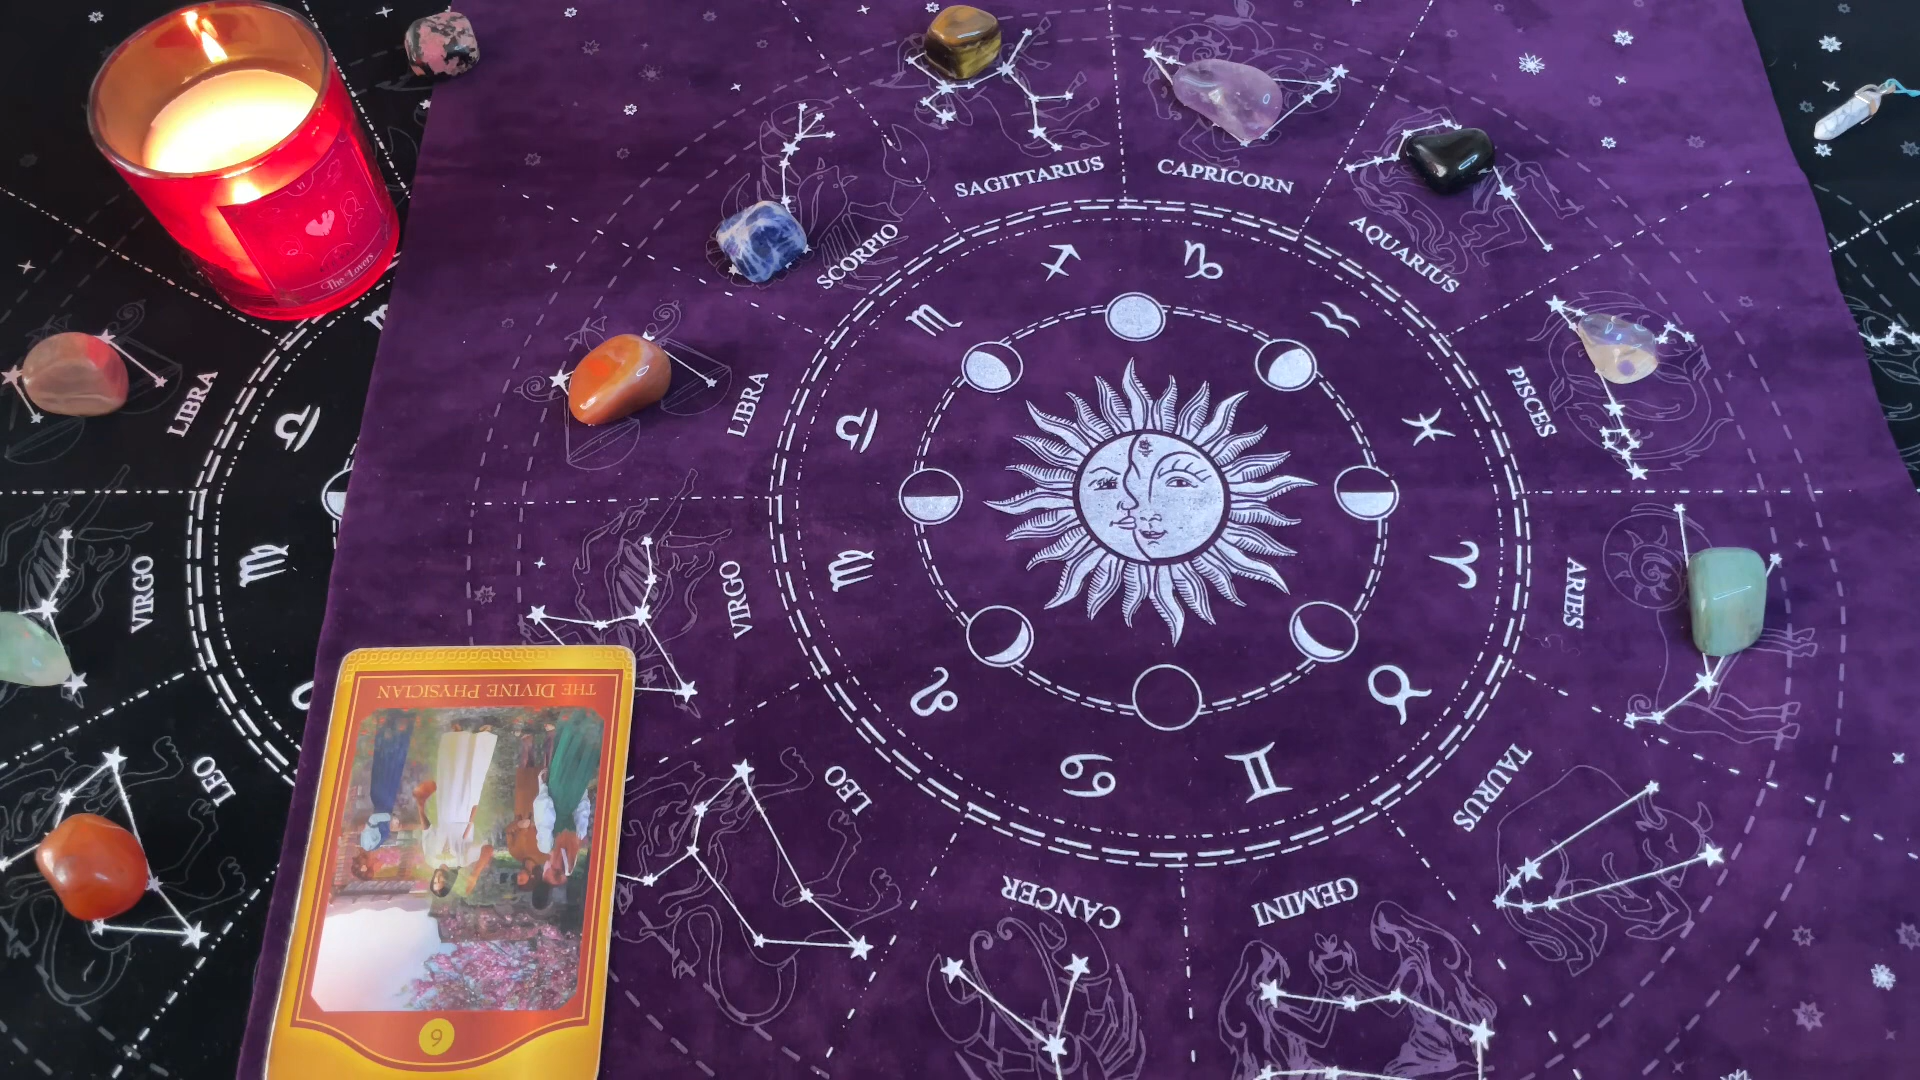 The Lovers
SAGITTARIUS
CAPRICORN
SCORPIO
AQUARIUS
LIBRA
LIBRA
PISCES
VIRGO
VIRGO
ARIES
LEO
LEO
TAURUS
CANCER
GEMINI
6
THE DIVINE PHYSICIAN